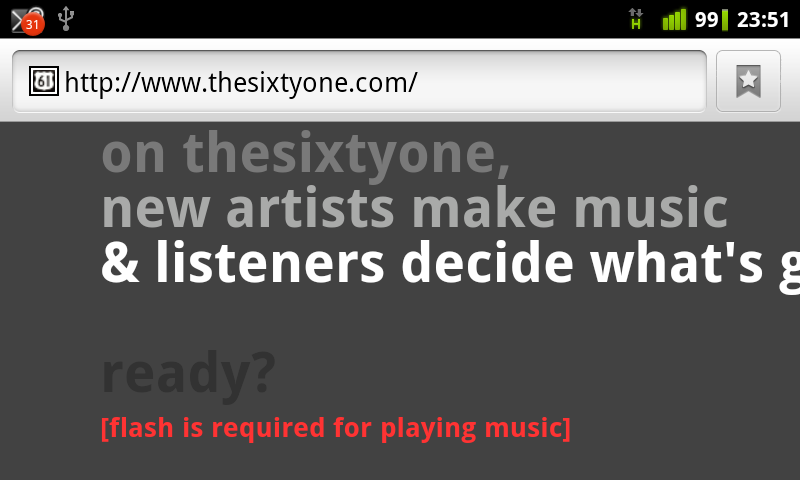 31
H
99
23:51
61
http://www.thesixtyone.com/
on thesixtyone,
new artists make music
& listeners decide what's g
ready?
[flash is required for playing music]